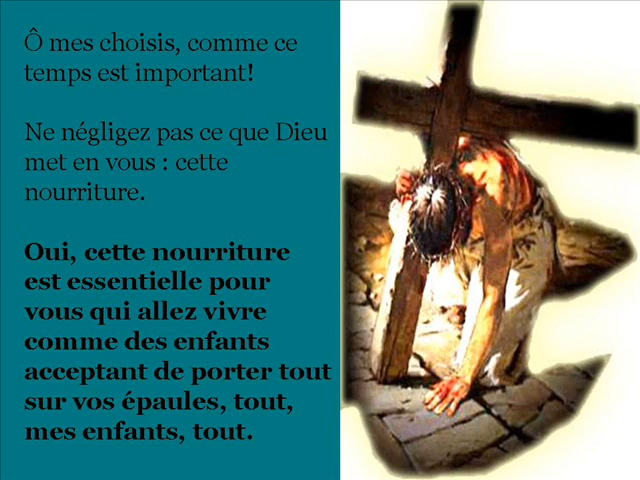 Ô mes choisis, comme ce
temps est important!
Ne négligez pas ce que Dieu
met en vous : cette
nourriture.
Oui, cette nourriture
est essentielle pour
vous qui allez vivre
comme des enfants
acceptant de porter tout
sur vos épaules, tout,
mes enfants, tout.